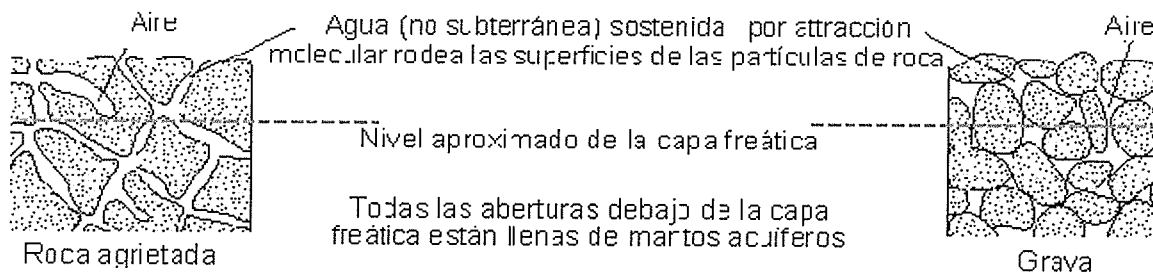 Aire
Agua (no subterránea) sostenida por attracción
molecular rodea las superficies de las partículas de roca
Aire
Nivel aproximado de la capa freática
Todas las aberturas debajo de la capa
freática están llenas de mantos acuíferos
Roca agrietada
Grava